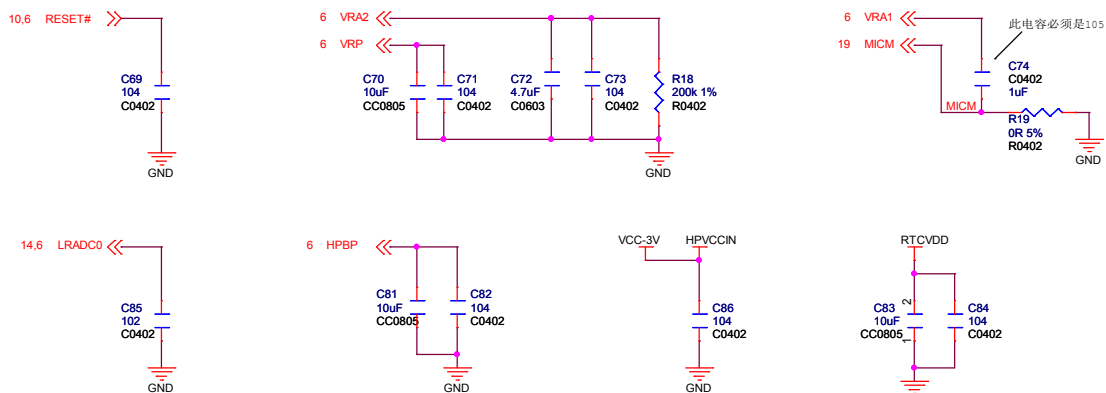 10,6 RESET#
C69
104
C0402
GND
6 VRA2
6 VRP
C70
10uF
CC0805
C71
104
C0402
C72
4.7uF
C0603
C73
104
C0402
R18
200k 1%
R0402
GND
6 VRA1
19 MICM
此电容必须是105
C74
C0402
1uF
MICM
R19
0R 5%
R0402
GND
14,6 LRADC0
C85
102
C0402
GND
6 HPBP
C81
10uF
CC0805
C82
104
C0402
GND
VCC-3V
HPVCCIN
C86
104
C0402
GND
RTCVDD
2
C83
10uF
CC0805
1
C84
104
C0402